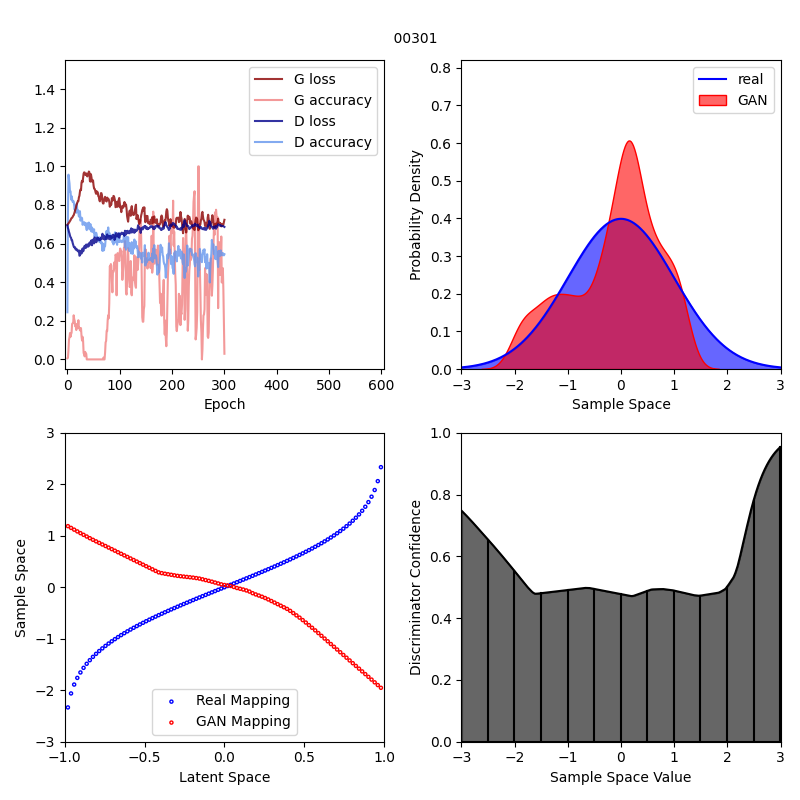 00301
G loss
G accuracy
D loss
D accuracy
1.4
1.2
1.0
0.8
0.6
0.4
0.2
0.0
0 100 200 300 400 500 600
Epoch
real
GAN
Probability Density
0.8
0.7
0.6
0.5
0.4
0.3
0.2
0.1
0.0
−3 −2 −1 0 1 2 3
Sample Space
Sample Space
3
2
1
0
−1
−2
−3
Real Mapping
GAN Mapping
−1.0 −0.5 0.0 0.5 1.0
Latent Space
Discriminator Confidence
1.0
0.8
0.6
0.4
0.2
0.0
−3 −2 −1 0 1 2 3
Sample Space Value